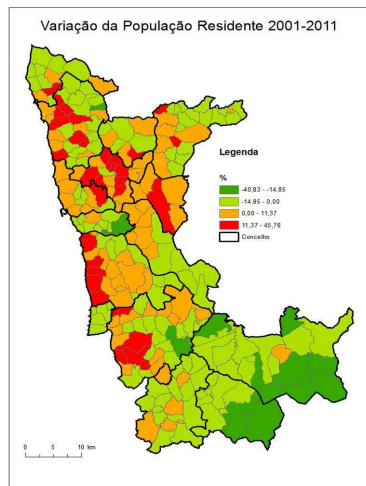 Variação da População Residente 2001-2011
Legenda
%
-40,83 - -14,85
-14,85 - 0,00
0,00 - 11,37
11,37 - 45,76
Concelho
0 5 10 km